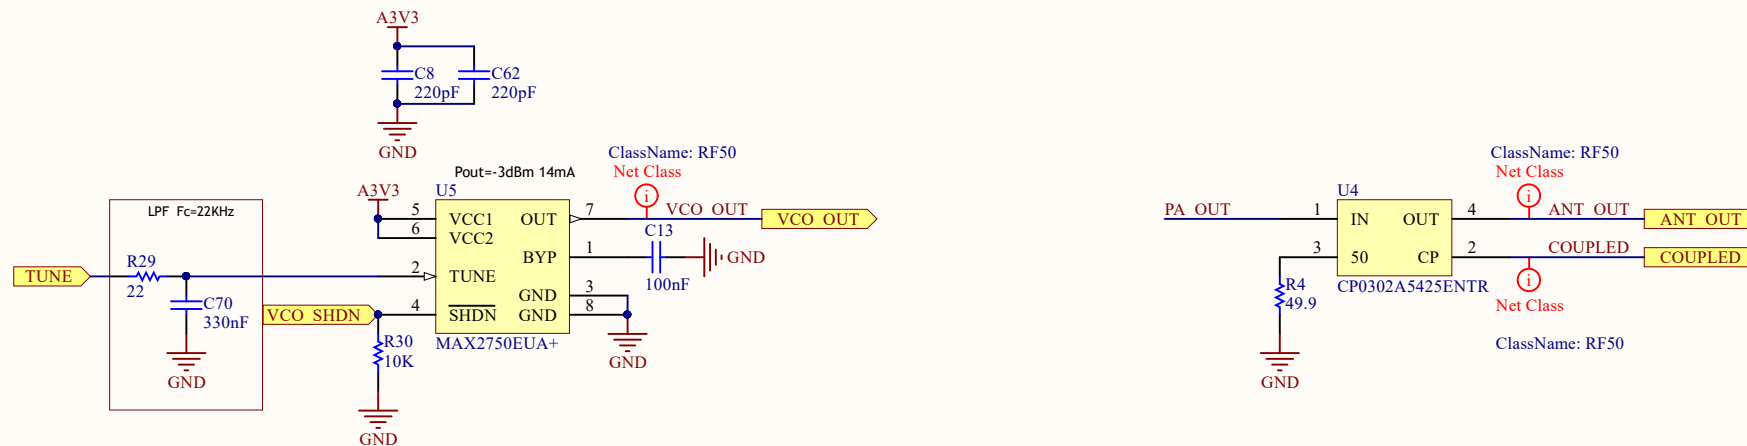 A3V3
C8
220pF
C62
220pF
GND
ClassName: RF50
Net Class
i
Pout=-3dBm 14mA
A3V3
U5
5
VCC1
6
VCC2
OUT
7
VCO_OUT
VCO_OUT
BYP
1
C13
100nF
GND
LPF Fc=22KHz
TUNE
R29
22
2
TUNE
C70
330nF
GND
VCO_SHDN
4
SHDN
GND
3
GND
8
GND
MAX2750EUA+
R30
10K
GND
ClassName: RF50
Net Class
i
U4
PA_OUT
1
IN
OUT
4
ANT_OUT
ANT_OUT
3
50
CP
2
COUPLED
COUPLED
R4
49.9
GND
CP0302A5425ENTR
i
Net Class
ClassName: RF50